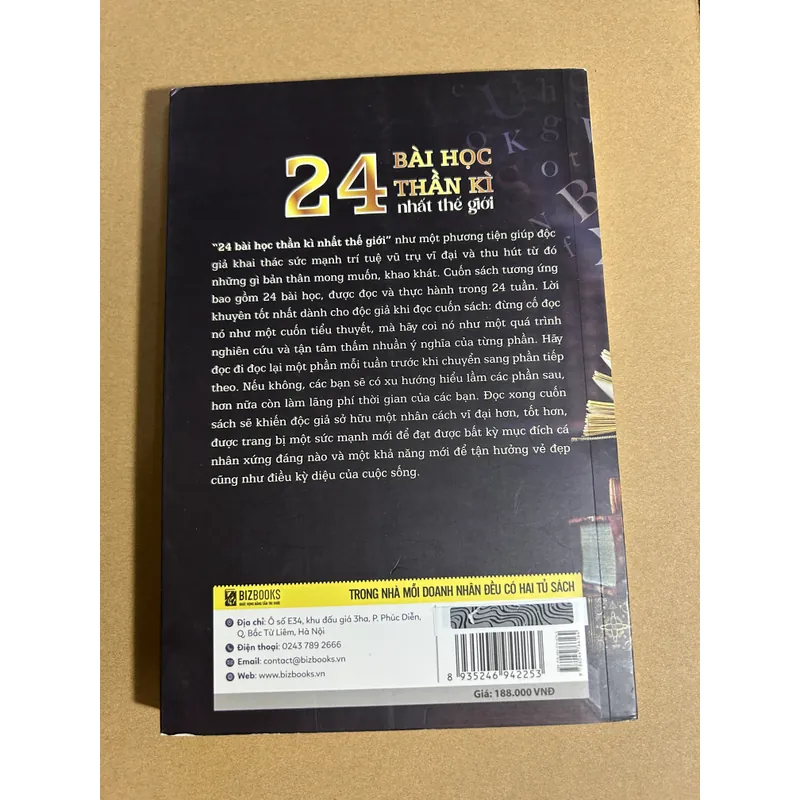 24 BÀI HỌC
THẦN KÌ
nhất thế giới
"24 bài học thần kì nhất thế giới" như một phương tiện giúp độc
giả khai thác sức mạnh trí tuệ vũ trụ vĩ đại và thu hút từ đó
những gì bản thân mong muốn, khao khát. Cuốn sách tương ứng
bao gồm 24 bài học, được đọc và thực hành trong 24 tuần. Lời
khuyên tốt nhất dành cho độc giả khi đọc cuốn sách: đừng cố đọc
nó như một cuốn tiểu thuyết, mà hãy coi nó như một quá trình
nghiên cứu và tận tâm thấm nhuần ý nghĩa của từng phần. Hãy
đọc đi đọc lại một phần mỗi tuần trước khi chuyển sang phần tiếp
theo. Nếu không, các bạn sẽ có xu hướng hiểu lầm các phần sau,
hơn nữa còn làm lãng phí thời gian của các bạn. Đọc xong cuốn
sách sẽ khiến độc giả sở hữu một nhân cách vĩ đại hơn, tốt hơn,
được trang bị một sức mạnh mới để đạt được bất kỳ mục đích cá
nhân xứng đáng nào và một khả năng mới để tận hưởng vẻ đẹp
cũng như điều kỳ diệu của cuộc sống.
BIZBOOKS
TRONG NHÀ MỖI DOANH NHÂN ĐỀU CÓ HAI TỦ SÁCH
Địa chỉ: Ô số E34, khu đấu giá 3ha, P. Phúc Diễn,
Q, Bắc Từ Liêm, Hà Nội
Điện thoại: 0243 789 2666
Email: contact@bizbooks.vn
Web: www.bizbooks.vn
8 935246 942253
Giá: 188.000 VNĐ